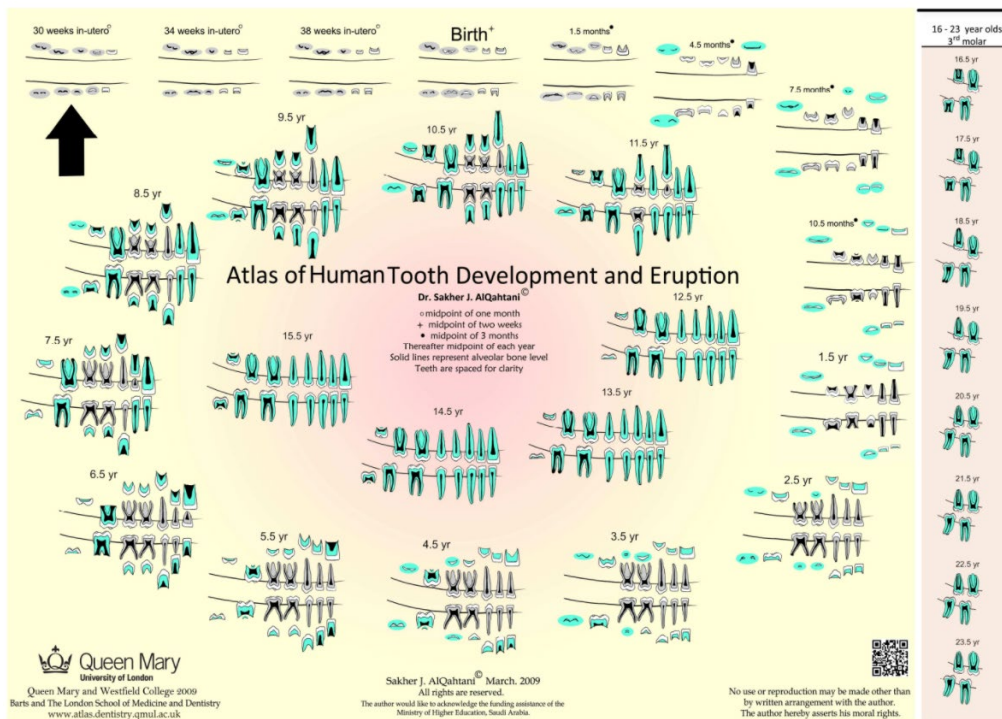 30 weeks in-utero○
34 weeks in-utero○
38 weeks in-utero○
Birth+
1.5 months●
4.5 months●
7.5 months●
10.5 months●
1.5 yr
2.5 yr
3.5 yr
4.5 yr
5.5 yr
6.5 yr
7.5 yr
8.5 yr
9.5 yr
10.5 yr
11.5 yr
12.5 yr
13.5 yr
14.5 yr
15.5 yr
Atlas of Human Tooth Development and Eruption
Dr. Sakher J. AlQahtani©
○midpoint of one month
+ midpoint of two weeks
● midpoint of 3 months
Thereafter midpoint of each year
Solid lines represent alveolar bone level
Teeth are spaced for clarity
16 - 23 year olds
3rd molar
16.5 yr
17.5 yr
18.5 yr
19.5 yr
20.5 yr
21.5 yr
22.5 yr
23.5 yr
Queen Mary
University of London
Queen Mary and Westfield College 2009
Barts and The London School of Medicine and Dentistry
www.atlas.dentistry.qmul.ac.uk
Sakher J. AlQahtani© March. 2009
All rights are reserved.
The author would like to acknowledge the funding assistance of the
Ministry of Higher Education, Saudi Arabia.
No use or reproduction may be made other than
by written arrangement with the author.
The author hereby asserts his moral rights.